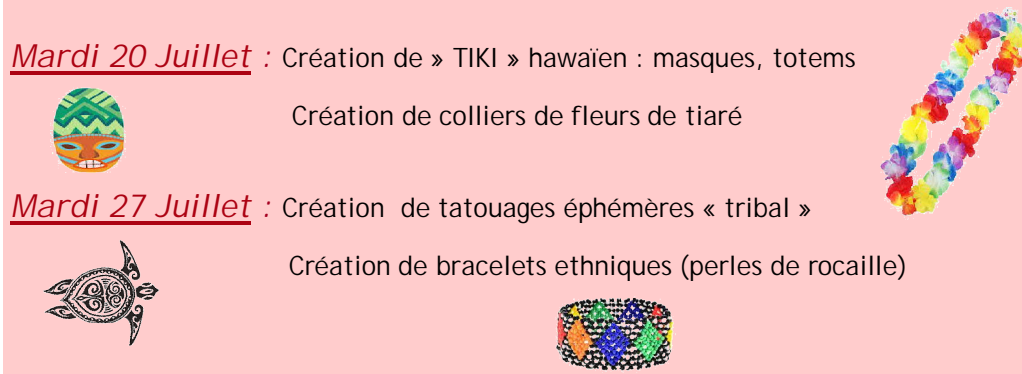 Mardi 20 Juillet : Création de » TIKI » hawaïen : masques, totems
Création de colliers de fleurs de tiaré
Mardi 27 Juillet : Création de tatouages éphémères « tribal »
Création de bracelets ethniques (perles de rocaille)